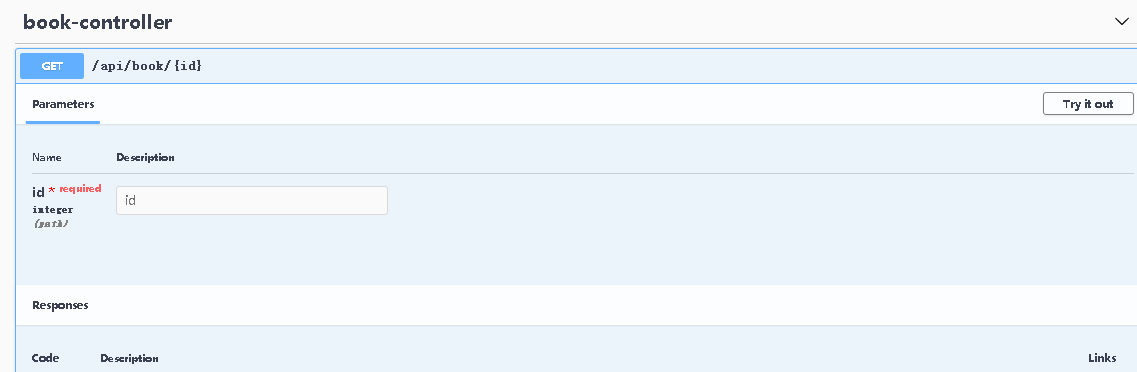 book-controller
GET /api/book/{id}
Parameters Try it out
Name Description
id * required id
integer
(path)
Responses
Code Description Links